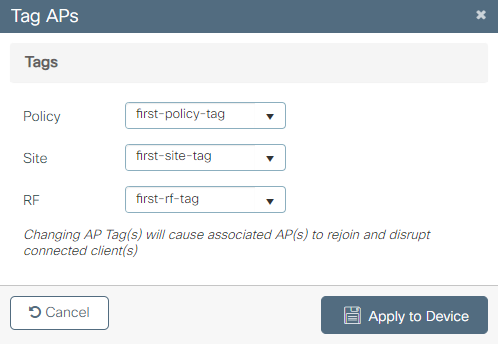 Tag APs
Tags
Policy first-policy-tag
Site first-site-tag
RF first-rf-tag
Changing AP Tag(s) will cause associated AP(s) to rejoin and disrupt
connected client(s)
Cancel Apply to Device